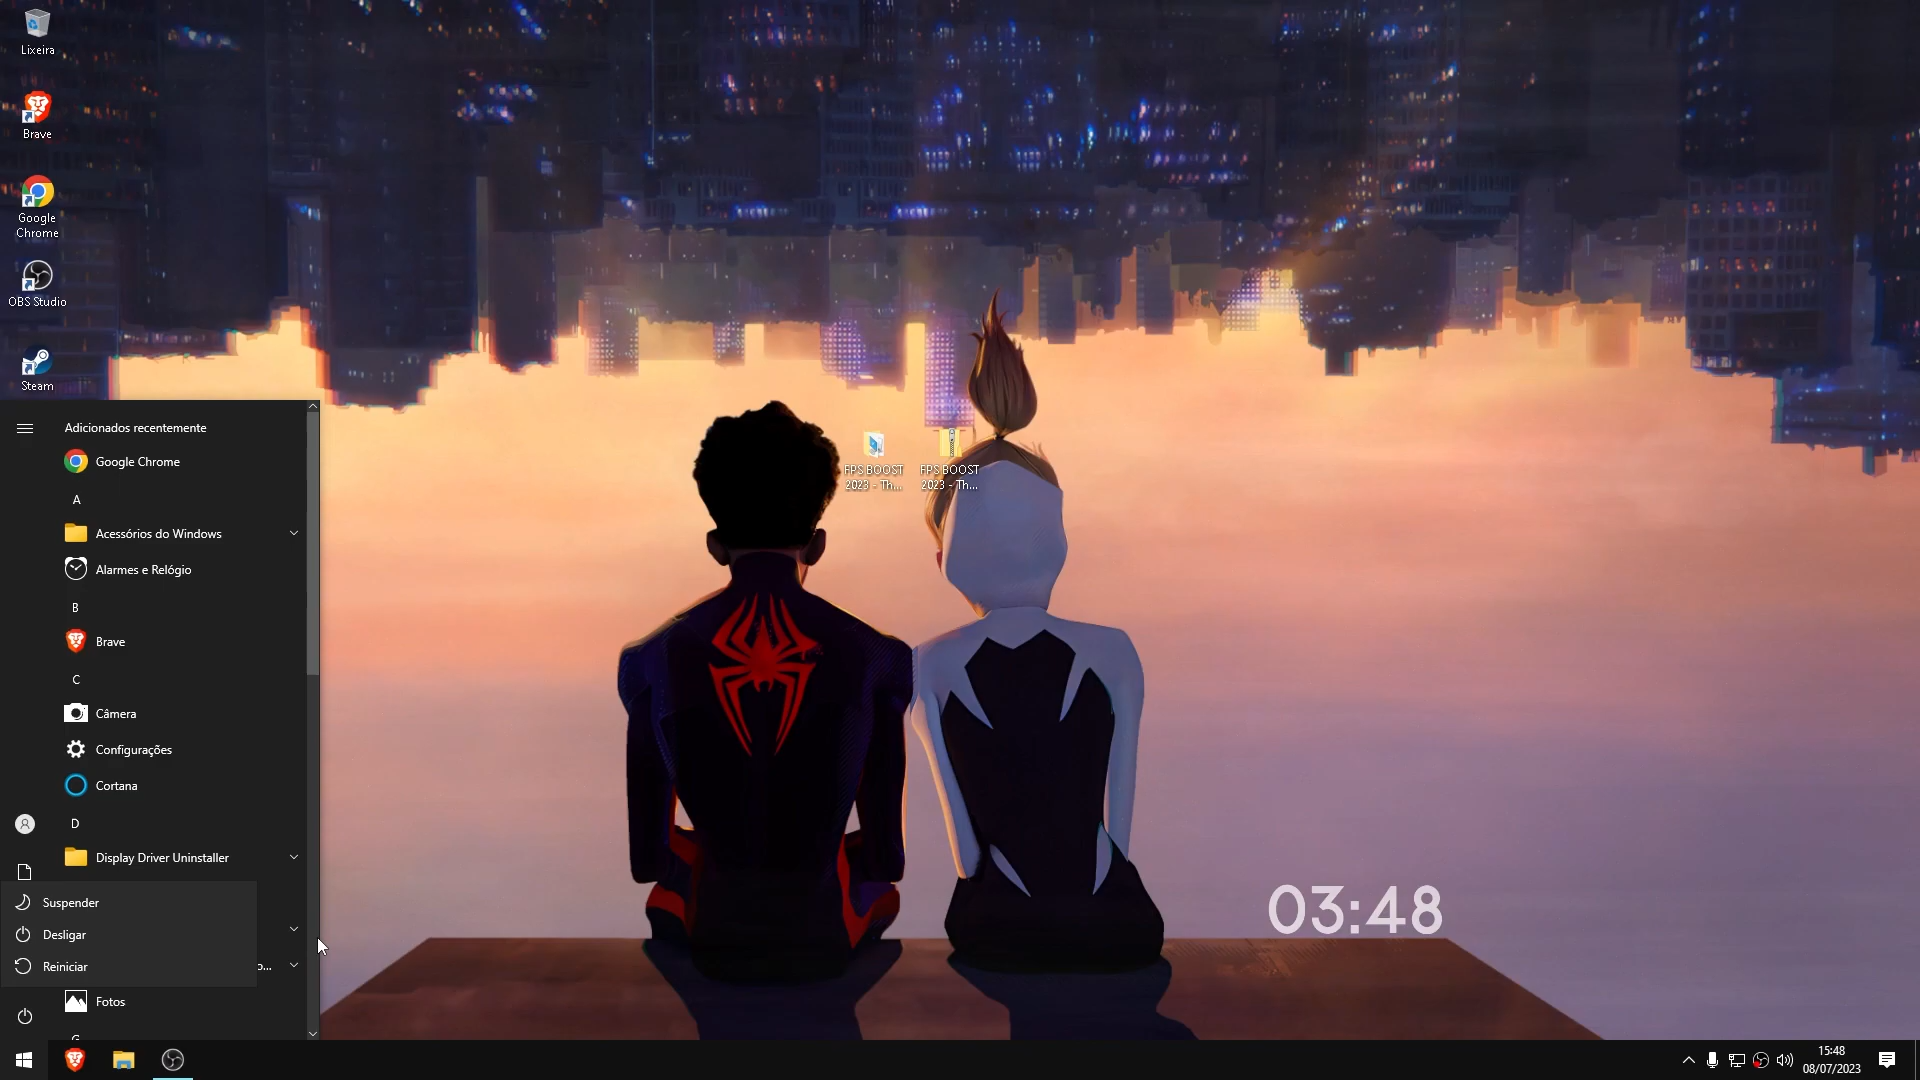 Lixeira
Brave
Google
Chrome
OBS Studio
Steam
FPS BOOST
2023 - Th...
FPS BOOST
2023 - Th...
Adicionados recentemente
Google Chrome
A
Acessórios do Windows
Alarmes e Relógio
B
Brave
C
Câmera
Configurações
Cortana
D
Display Driver Uninstaller
Suspender
Desligar
Reiniciar
o...
Fotos
03:48
15:48
08/07/2023